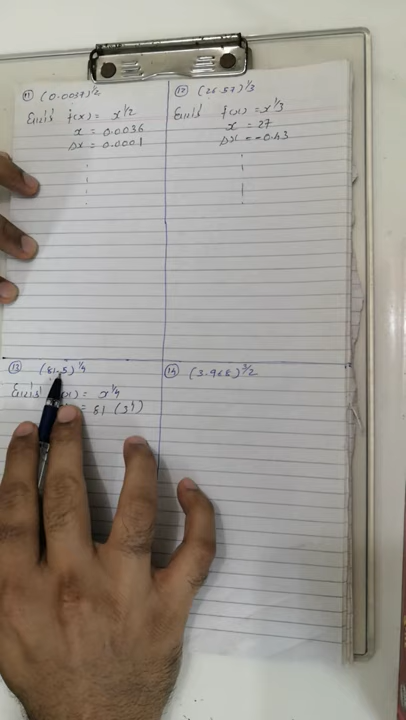 ⑪ (0.0037)^1/2
ધારો f(x) = x^1/2
x = 0.0036
Δx = 0.0001
⑫ (26.57)^1/3
ધારો f(x) = x^1/3
x = 27
Δx = -0.43
⑬ (81.5)^1/4
ધારો (x) = x^1/4
= 81 (3^4)
⑭ (3.968)^3/2